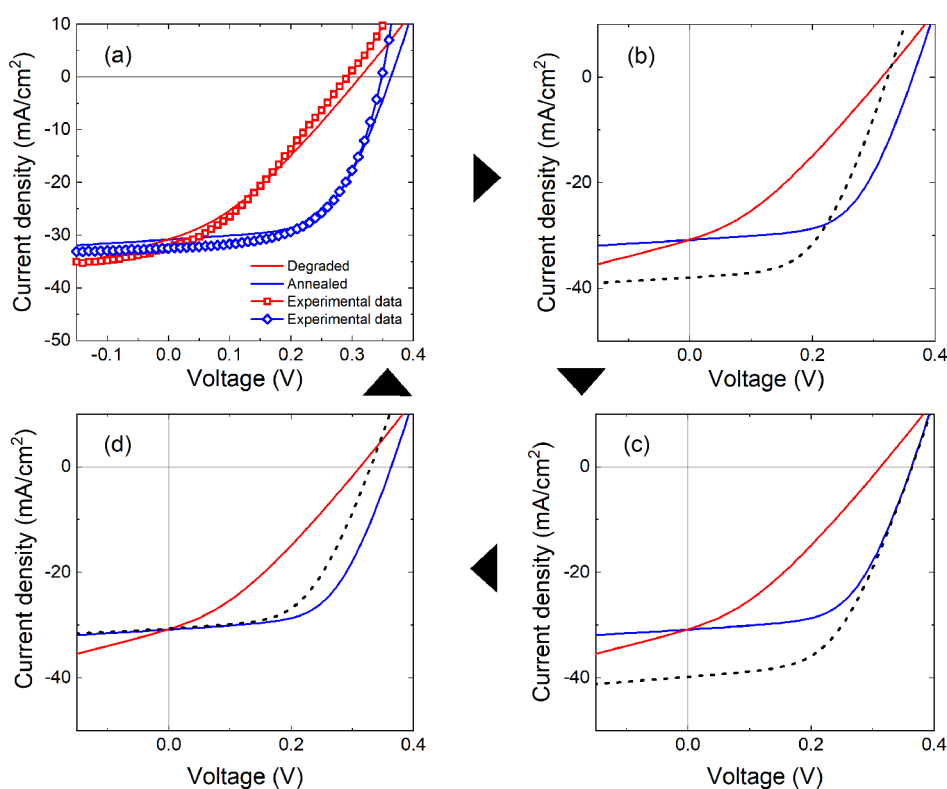 (a)
10
0
-10
-20
-30
-40
-50
Current density (mA/cm²)
-0.1 0.0 0.1 0.2 0.3 0.4
Voltage (V)
Degraded
Annealed
Experimental data
Experimental data
(b)
0
-20
-40
Current density (mA/cm²)
0.0 0.2 0.4
Voltage (V)
(d)
0
-20
-40
Current density (mA/cm²)
0.0 0.2 0.4
Voltage (V)
(c)
0
-20
-40
Current density (mA/cm²)
0.0 0.2 0.4
Voltage (V)